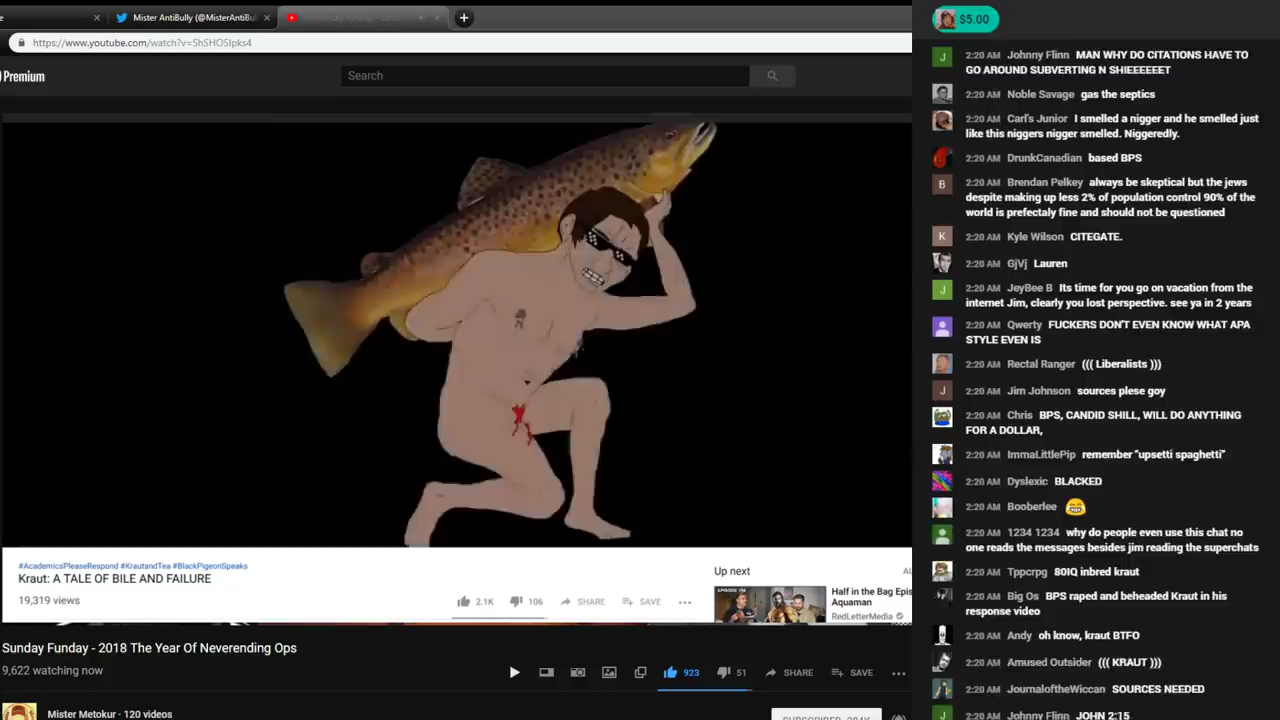 Mister AntiBully (@MisterAntiBul
$5.00
https://www.youtube.com/watch?v=ShSHOSIpks4
Premium
Search
2:20 AM Johnny Flinn MAN WHY DO CITATIONS HAVE TO
GO AROUND SUBVERTING N SHIEEEEEET
2:20 AM Noble Savage gas the septics
2:20 AM Carl's Junior I smelled a nigger and he smelled just
like this niggers nigger smelled. Niggeredly.
2:20 AM DrunkCanadian based BPS
2:20 AM Brendan Pelkey always be skeptical but the jews
despite making up less 2% of population control 90% of the
world is prefectaly fine and should not be questioned
2:20 AM Kyle Wilson CITEGATE.
2:20 AM GjVj Lauren
2:20 AM JeyBee B Its time for you go on vacation from the
internet Jim, clearly you lost perspective. see ya in 2 years
2:20 AM Qwerty FUCKERS DON'T EVEN KNOW WHAT APA
STYLE EVEN IS
2:20 AM Rectal Ranger ((( Liberalists )))
2:20 AM Jim Johnson sources plese goy
2:20 AM Chris BPS, CANDID SHILL, WILL DO ANYTHING
FOR A DOLLAR,
2:20 AM ImmaLittlePip remember "upsetti spaghetti"
2:20 AM Dyslexic BLACKED
2:20 AM Booberfee
2:20 AM 1234 1234 why do people even use this chat no
one reads the messages besides jim reading the superchats
2:20 AM Tppcrpg 80IQ inbred kraut
2:20 AM Big Os BPS raped and beheaded Kraut in his
response video
2:20 AM Andy oh know, kraut BTFO
2:20 AM Amused Outsider ((( KRAUT )))
2:20 AM JournaloftheWiccan SOURCES NEEDED
2:20 AM Johnny Flinn JOHN 2:15
#AcademicsPleaseRespond #KrautandTea #BlackPigeonSpeaks
Kraut: A TALE OF BILE AND FAILURE
19,319 views
2.1K
106
SHARE
SAVE
Up next
EPISODE 156
Half in the Bag Epis
Aquaman
RedLetterMedia
Sunday Funday - 2018 The Year Of Neverending Ops
9,622 watching now
923
51
SHARE
SAVE
Mister Metokur · 120 videos